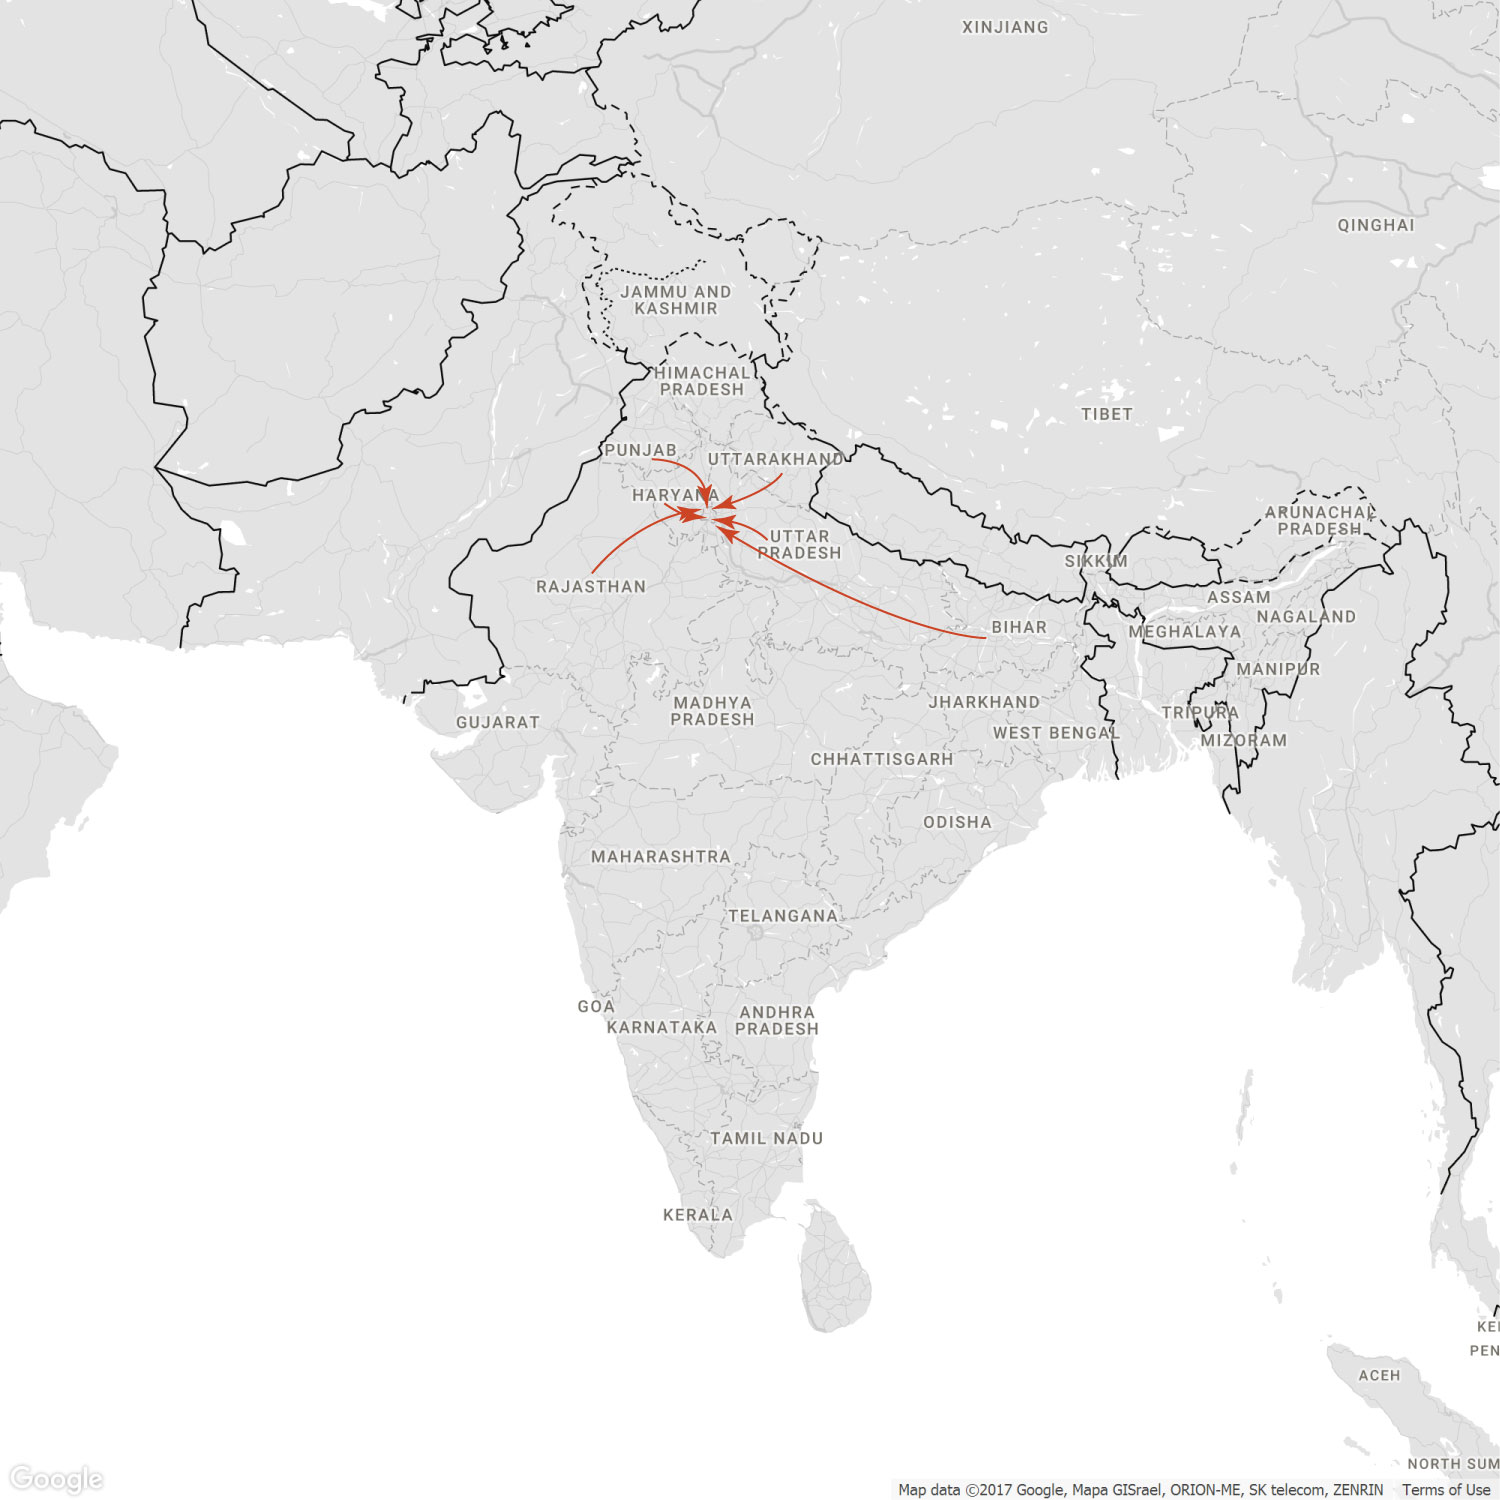 XINJIANG
QINGHAI
JAMMU AND
KASHMIR
HIMACHAL
PRADESH
TIBET
PUNJAB
UTTARAKHAND
HARYANA
ARUNACHAL
PRADESH
UTTAR
PRADESH
SIKKIM
RAJASTHAN
ASSAM
NAGALAND
BIHAR
MEGHALAYA
MANIPUR
MADHYA
PRADESH
JHARKHAND
TRIPURA
GUJARAT
WEST BENGAL
MIZORAM
CHHATTISGARH
ODISHA
MAHARASHTRA
TELANGANA
GOA
KARNATAKA
ANDHRA
PRADESH
TAMIL NADU
KERALA
KE
PEN
ACEH
NORTH SUM
Google
Map data ©2017 Google, Mapa GISrael, ORION-ME, SK telecom, ZENRIN
Terms of Use